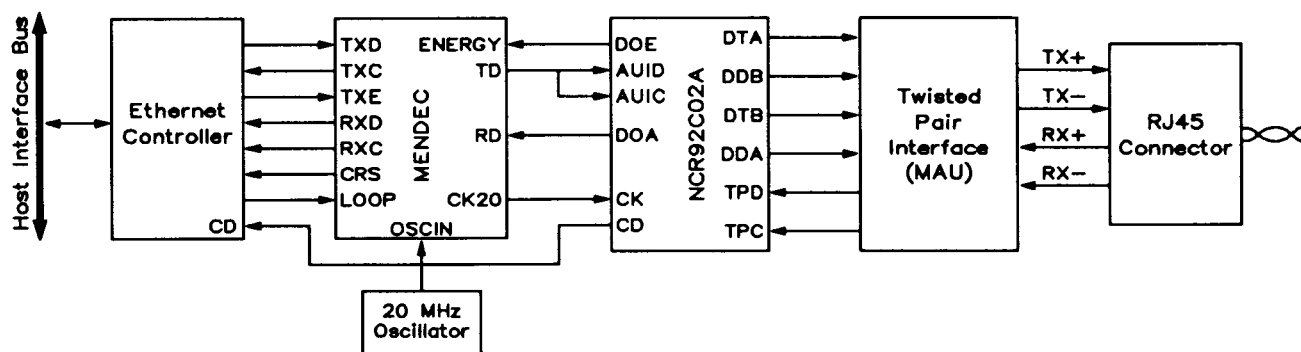 Host Interface Bus
Ethernet
Controller
CD
TXD
TXC
TXE
RXD
RXC
CRS
LOOP
MENDEC
ENERGY
TD
RD
CK20
OSCIN
20 MHz
Oscillator
DOE
AUID
AUIC
DOA
CK
CD
NCR92C02A
DTA
DDB
DTB
DDA
TPD
TPC
Twisted
Pair
Interface
(MAU)
TX+
TX-
RX+
RX-
RJ45
Connector